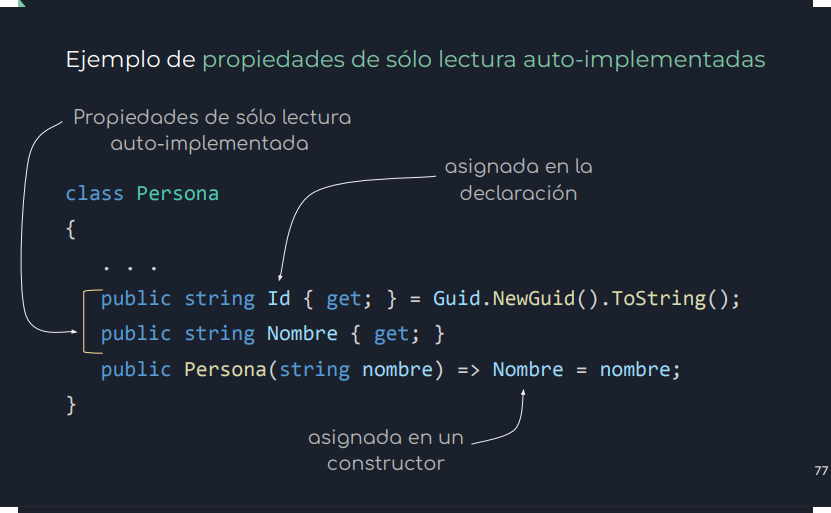 Ejemplo de propiedades de sólo lectura auto-implementadas
Propiedades de sólo lectura
auto-implementada
asignada en la
declaración
class Persona
{
. . .
public string Id { get; } = Guid.NewGuid().ToString();
public string Nombre { get; }
public Persona(string nombre) => Nombre = nombre;
}
asignada en un
constructor
77